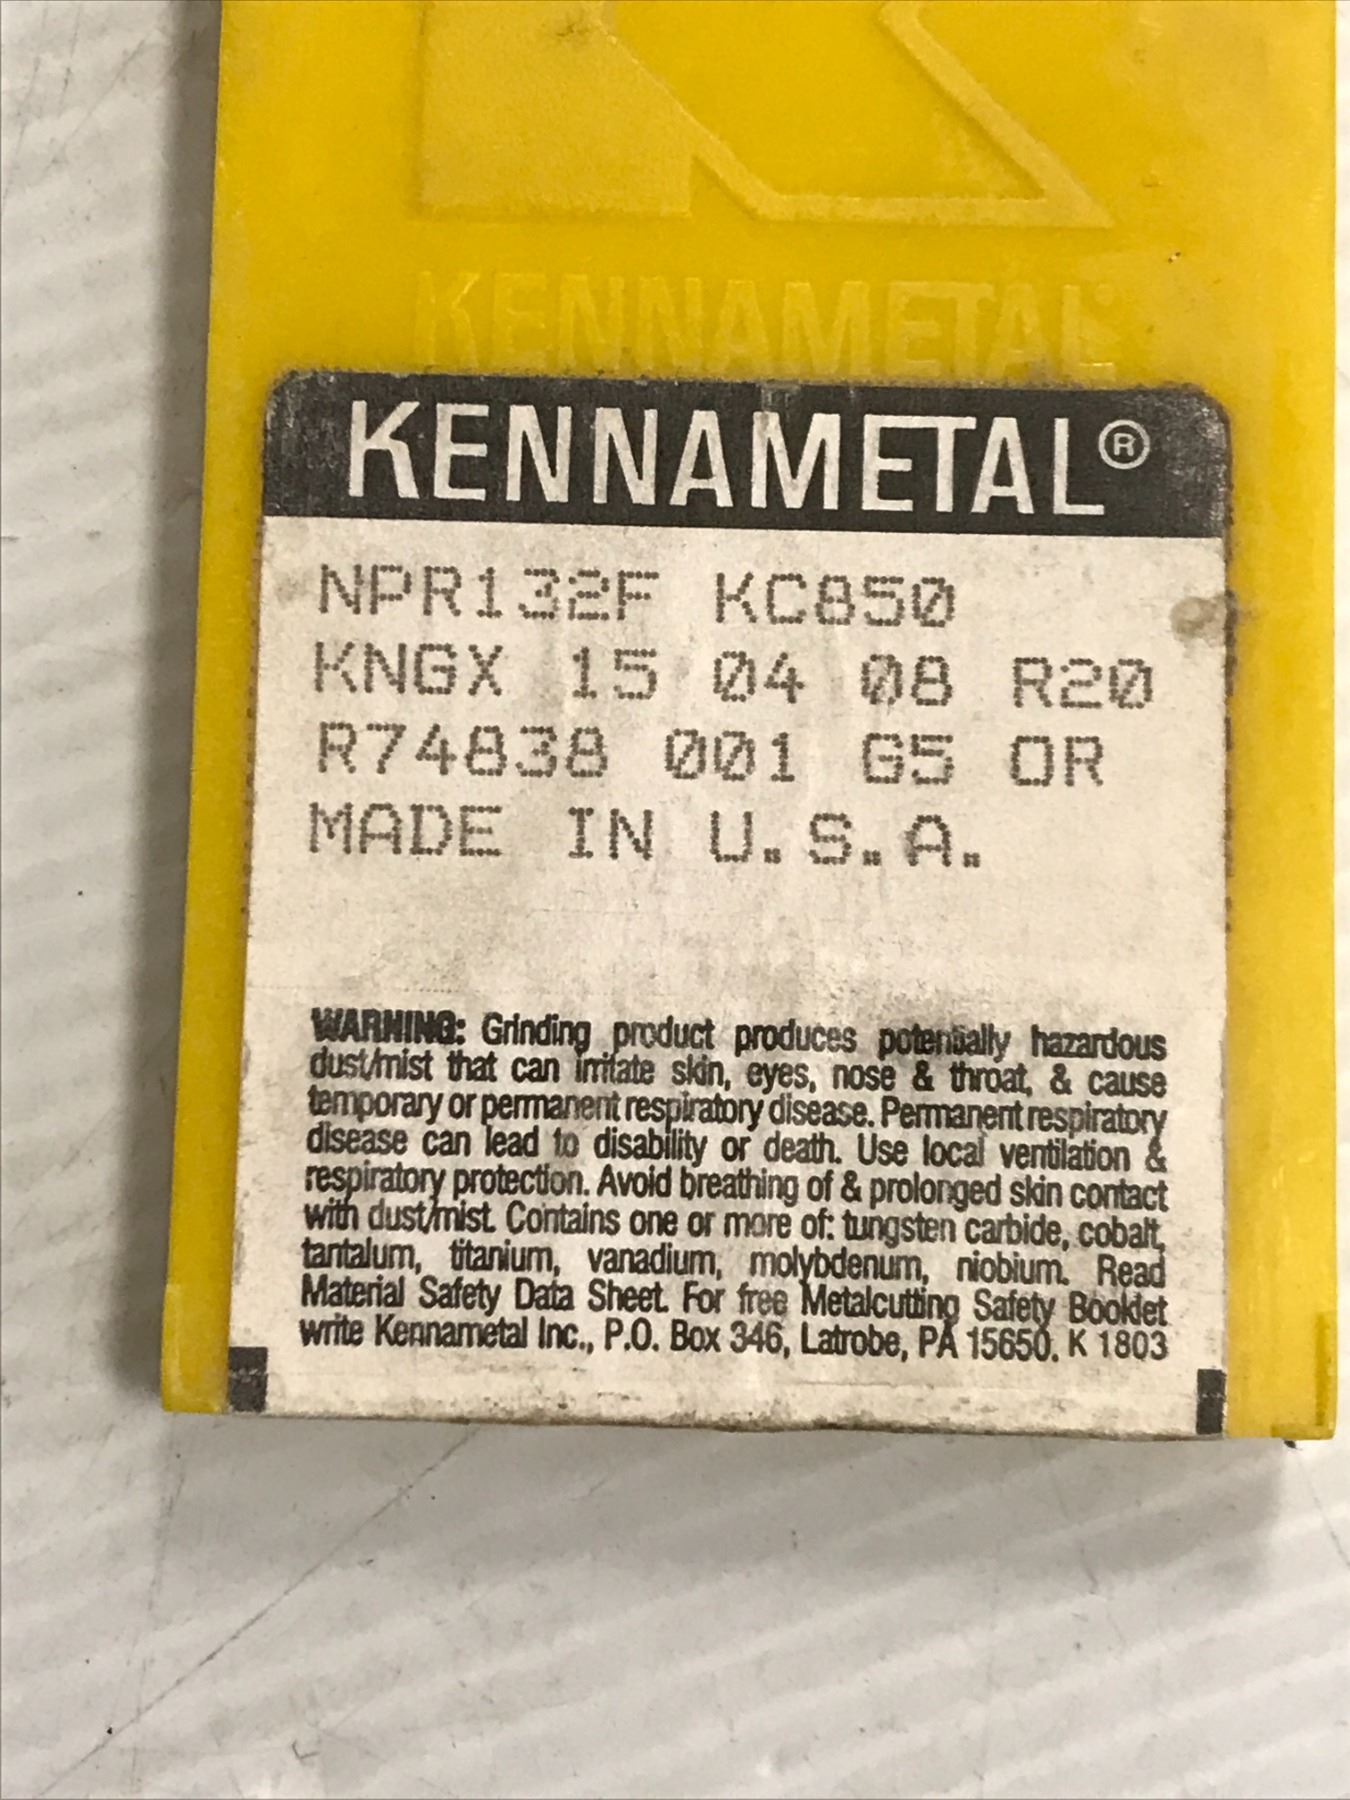 KENNAMETAL
KENNAMETAL®
NPR132F KC850
KNGX 15 04 08 R20
R74838 001 G5 OR
MADE IN U.S.A.
WARNING: Grinding product produces potentially hazardous
dust/mist that can irritate skin, eyes, nose & throat, & cause
temporary or permanent respiratory disease. Permanent respiratory
disease can lead to disability or death. Use local ventilation &
respiratory protection. Avoid breathing of & prolonged skin contact
with dust/mist. Contains one or more of: tungsten carbide, cobalt,
tantalum, titanium, vanadium, molybdenum, niobium. Read
Material Safety Data Sheet. For free Metalcutting Safety Booklet
write Kennametal Inc., P.O. Box 346, Latrobe, PA 15650. K 1803